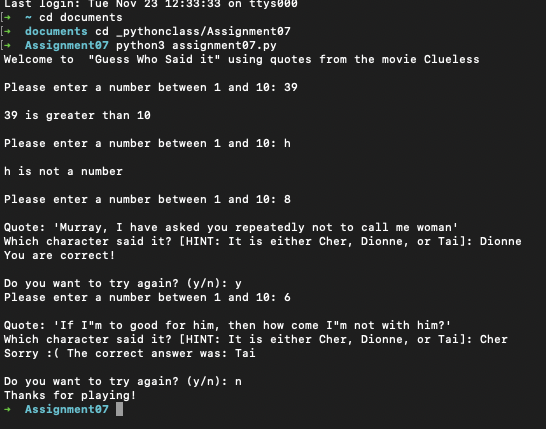 Last login: Tue Nov 23 12:33:33 on ttys000
[➜  ~ cd documents
[➜  documents cd _pythonclass/Assignment07
[➜  Assignment07 python3 assignment07.py
Welcome to  "Guess Who Said it" using quotes from the movie Clueless
Please enter a number between 1 and 10: 39
39 is greater than 10
Please enter a number between 1 and 10: h
h is not a number
Please enter a number between 1 and 10: 8
Quote: 'Murray, I have asked you repeatedly not to call me woman'
Which character said it? [HINT: It is either Cher, Dionne, or Tai]: Dionne
You are correct!
Do you want to try again? (y/n): y
Please enter a number between 1 and 10: 6
Quote: 'If I"m to good for him, then how come I"m not with him?'
Which character said it? [HINT: It is either Cher, Dionne, or Tai]: Cher
Sorry :( The correct answer was: Tai
Do you want to try again? (y/n): n
Thanks for playing!
➜  Assignment07